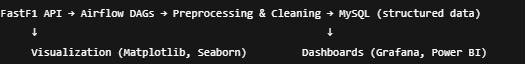 FastF1 API → Airflow DAGs → Preprocessing & Cleaning → MySQL (structured data)
↓ ↓
Visualization (Matplotlib, Seaborn) Dashboards (Grafana, Power BI)